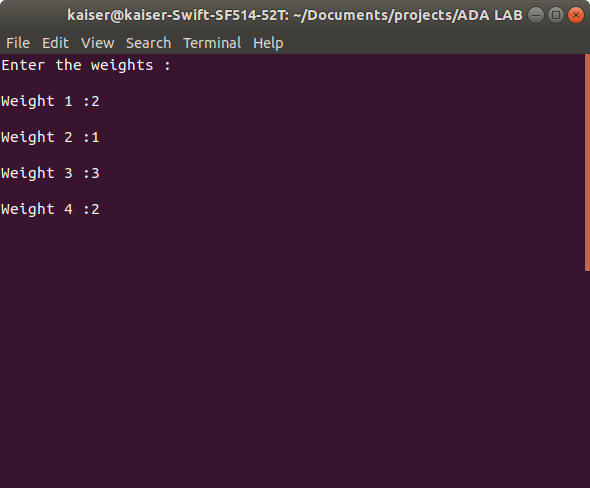 kaiser@kaiser-Swift-SF514-52T: ~/Documents/projects/ADA LAB
File Edit View Search Terminal Help
Enter the weights :
Weight 1 :2
Weight 2 :1
Weight 3 :3
Weight 4 :2